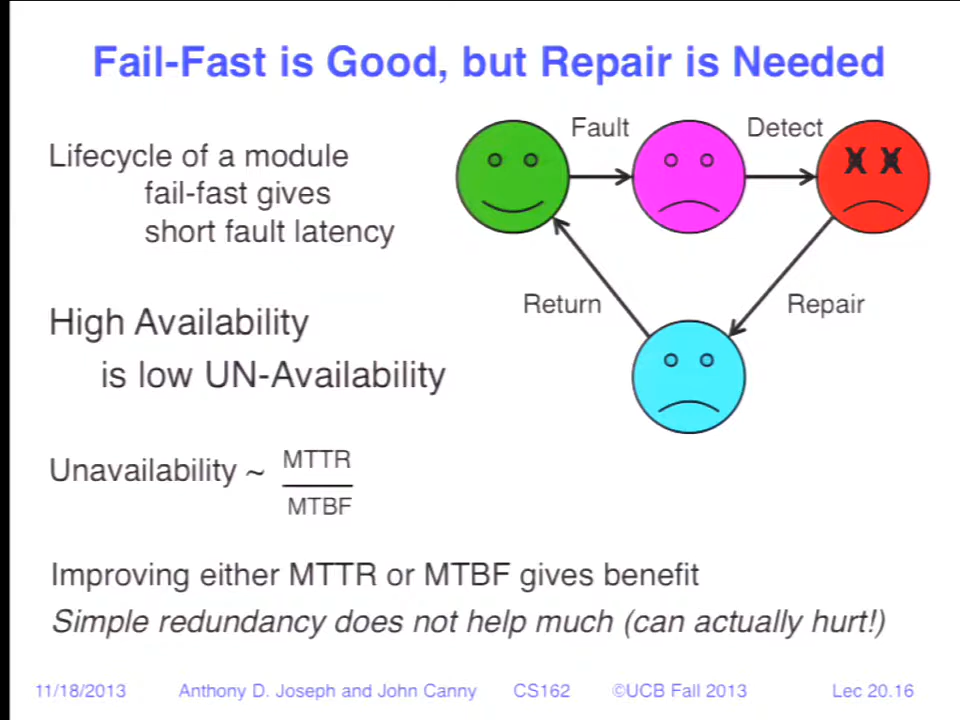 Fail-Fast is Good, but Repair is Needed
Fault
Detect
Lifecycle of a module
fail-fast gives
short fault latency
X X
Return
Repair
High Availability
is low UN-Availability
Unavailability ~ MTTR
MTBF
Improving either MTTR or MTBF gives benefit
Simple redundancy does not help much (can actually hurt!)
11/18/2013 Anthony D. Joseph and John Canny CS162 ©UCB Fall 2013 Lec 20.16